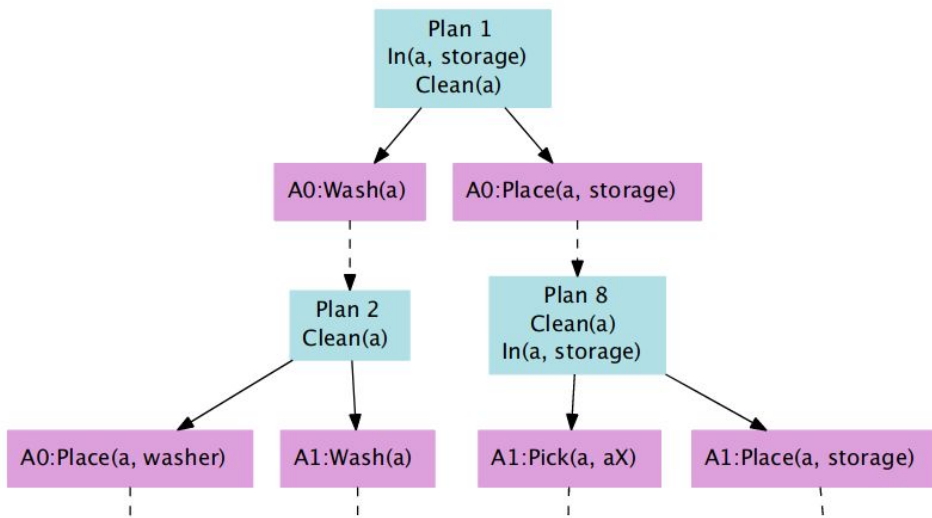 Plan 1
In(a, storage)
Clean(a)
A0:Wash(a)
A0:Place(a, storage)
Plan 2
Clean(a)
Plan 8
Clean(a)
In(a, storage)
A0:Place(a, washer)
A1:Wash(a)
A1:Pick(a, aX)
A1:Place(a, storage)